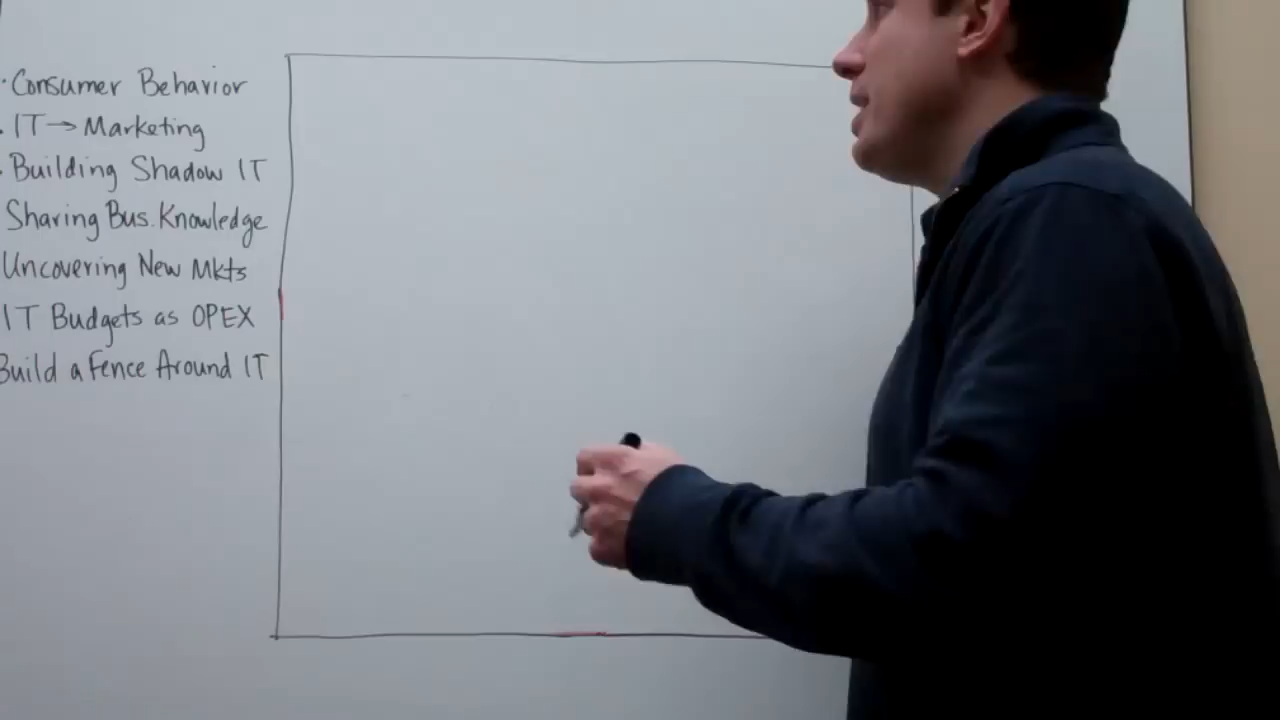 · Consumer Behavior
· IT → Marketing
· Building Shadow IT
Sharing Bus. Knowledge
Uncovering New Mkts
IT Budgets as OPEX
Build a Fence Around IT